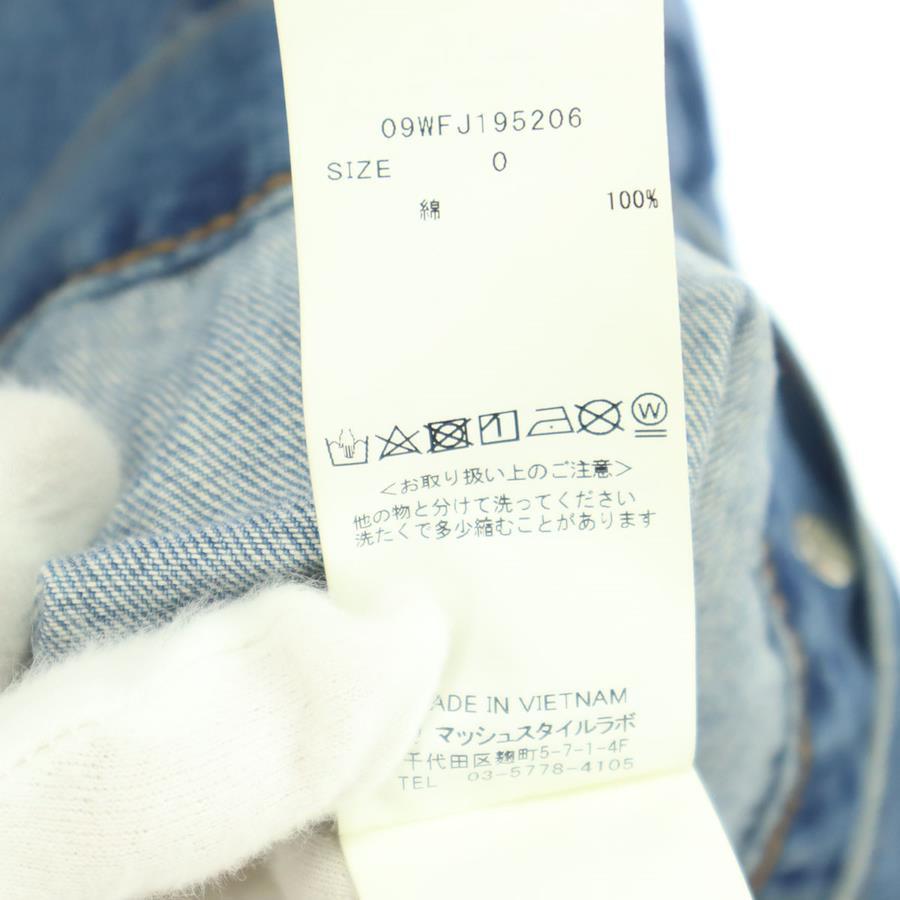 09WFJ195206
SIZE 0
綿 100%
W
<お取り扱い上のご注意>
他の物と分けて洗ってください
洗たくで多少縮むことがあります
ADE IN VIETNAM
マッシュスタイルラボ
千代田区麹町5-7-1-4F
TEL 03-5778-4105